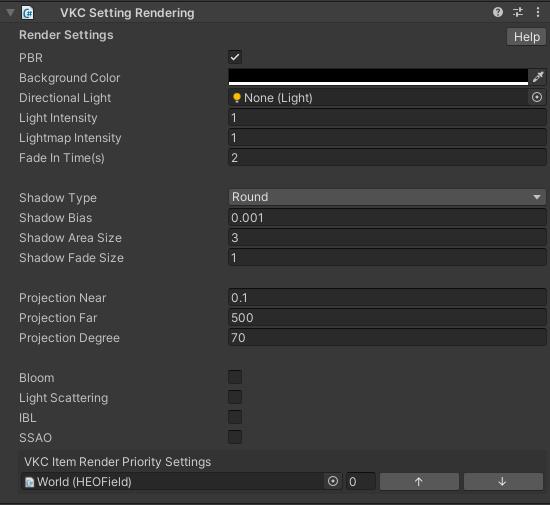 VKC Setting Rendering
Render Settings
Help
PBR
Background Color
Directional Light None (Light)
Light Intensity 1
Lightmap Intensity 1
Fade In Time(s) 2
Shadow Type Round
Shadow Bias 0.001
Shadow Area Size 3
Shadow Fade Size 1
Projection Near 0.1
Projection Far 500
Projection Degree 70
Bloom
Light Scattering
IBL
SSAO
VKC Item Render Priority Settings
World (HEOField) 0 ↑ ↓